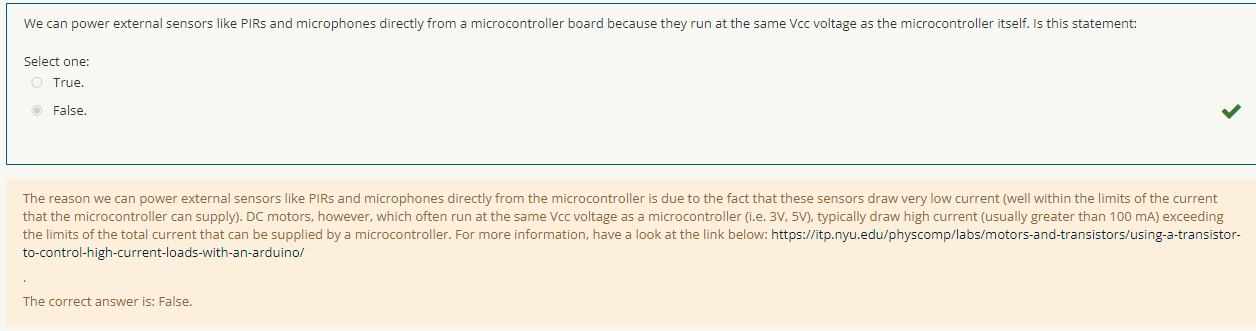 We can power external sensors like PIRs and microphones directly from a microcontroller board because they run at the same Vcc voltage as the microcontroller itself. Is this statement:
Select one:
True.
False.
The reason we can power external sensors like PIRs and microphones directly from the microcontroller is due to the fact that these sensors draw very low current (well within the limits of the current
that the microcontroller can supply). DC motors, however, which often run at the same Vcc voltage as a microcontroller (i.e. 3V, 5V), typically draw high current (usually greater than 100 mA) exceeding
the limits of the total current that can be supplied by a microcontroller. For more information, have a look at the link below: https://itp.nyu.edu/physcomp/labs/motors-and-transistors/using-a-transistor-
to-control-high-current-loads-with-an-arduino/
.
The correct answer is: False.